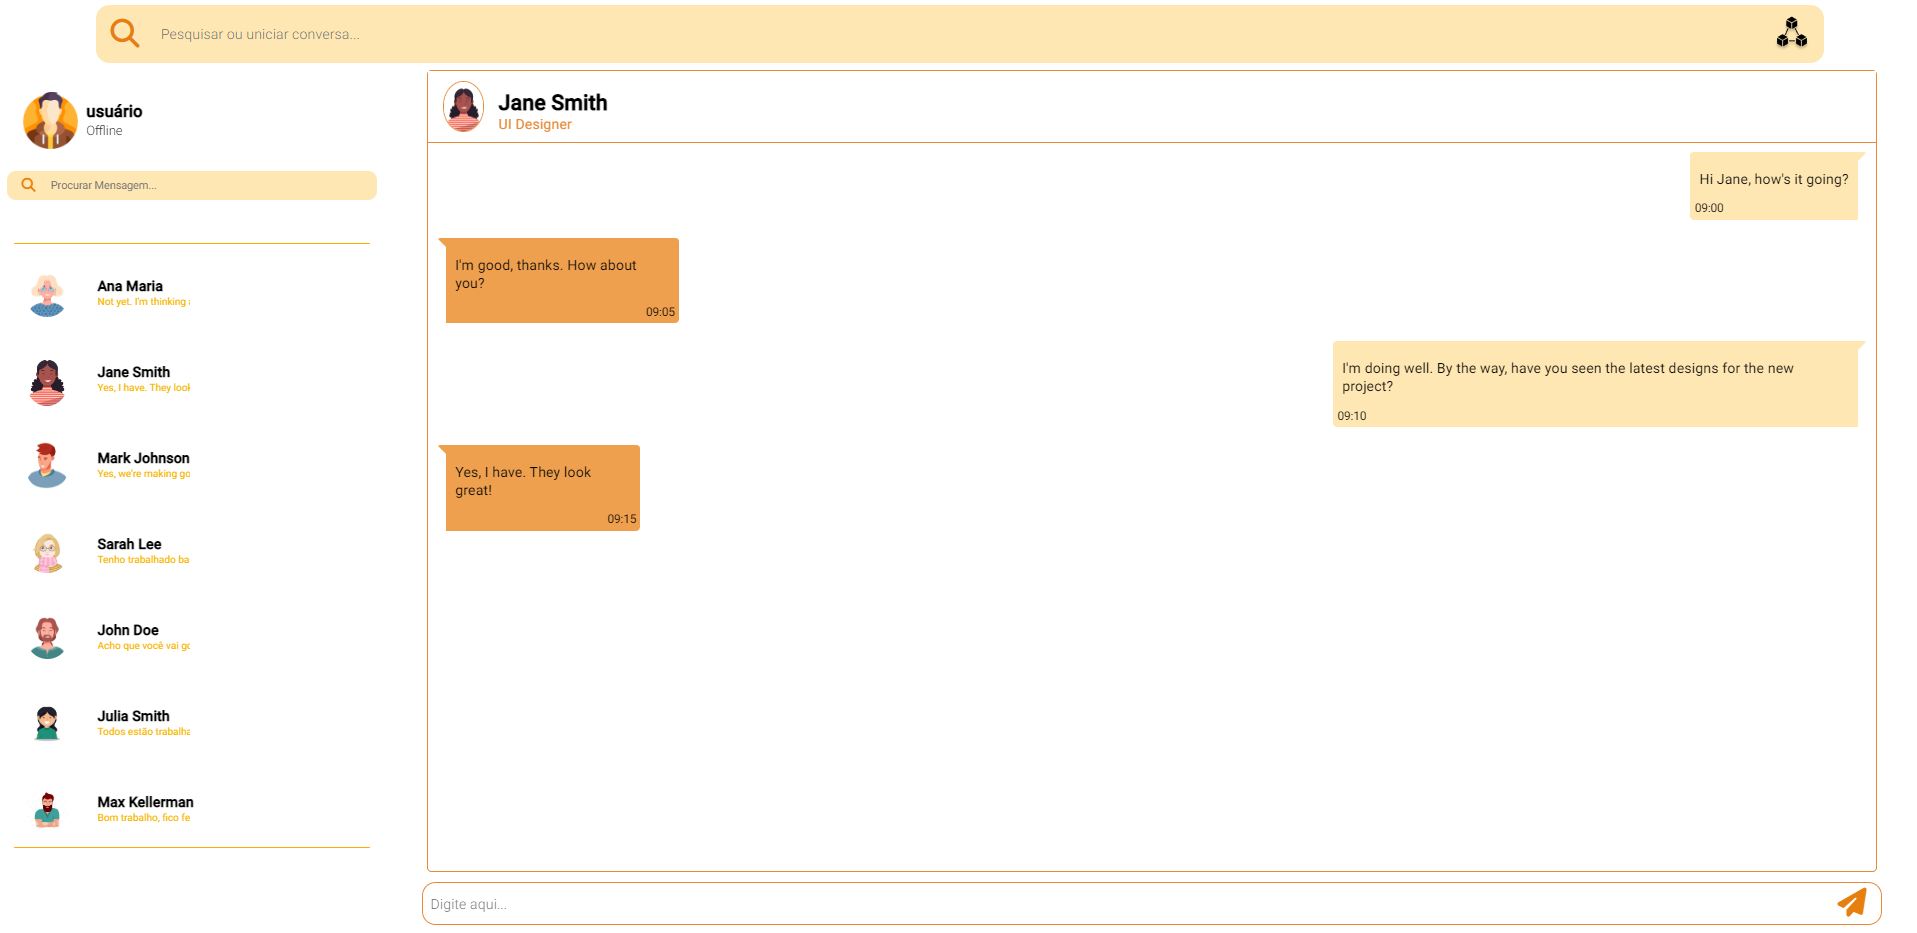 Pesquisar ou uniciar conversa...
usuário
Offline
Procurar Mensagem...
Ana Maria
Not yet. I'm thinking
Jane Smith
Yes, I have. They look
Mark Johnson
Yes, we're making go
Sarah Lee
Tenho trabalhado ba
John Doe
Acho que você vai go
Julia Smith
Todos estão trabalha
Max Kellerman
Bom trabalho, fico fe
Jane Smith
UI Designer
Hi Jane, how's it going?
09:00
I'm good, thanks. How about
you?
09:05
I'm doing well. By the way, have you seen the latest designs for the new
project?
09:10
Yes, I have. They look
great!
09:15
Digite aqui...